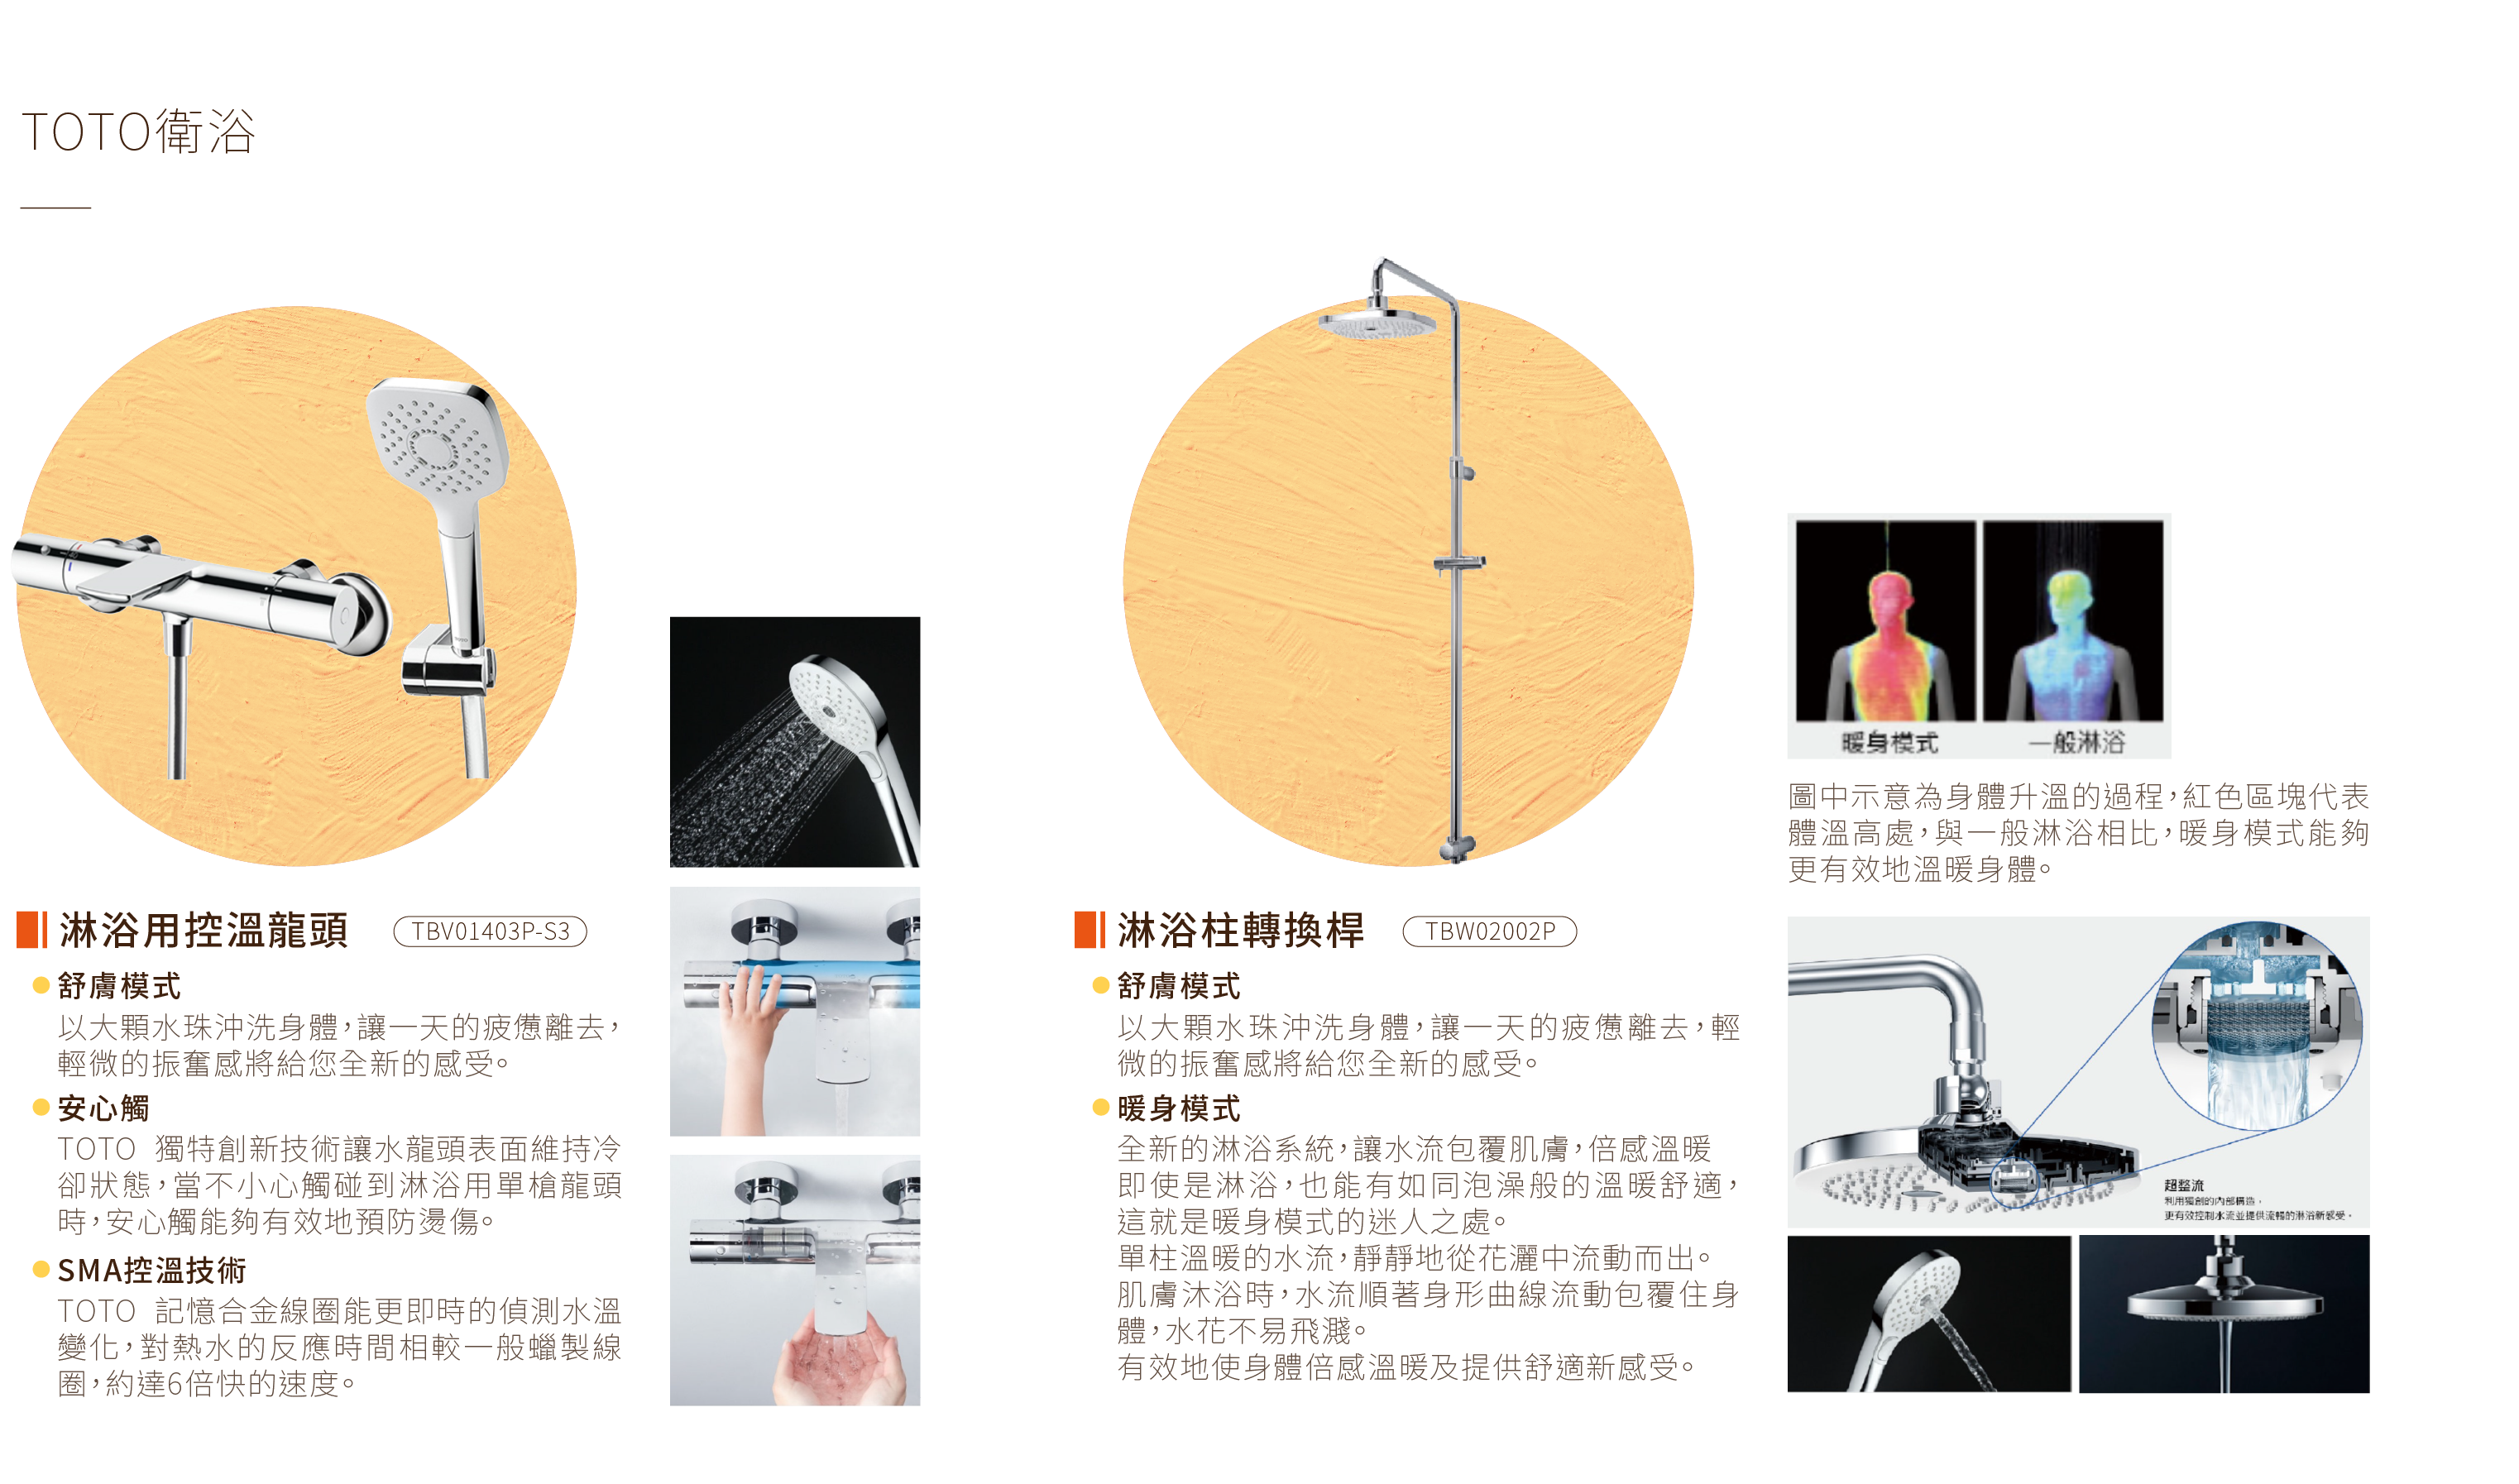 TOTO衛浴
淋浴用控溫龍頭 TBV01403P-S3
舒膚模式
以大顆水珠沖洗身體，讓一天的疲憊離去，
輕微的振奮感將給您全新的感受。
安心觸
TOTO 獨特創新技術讓水龍頭表面維持冷
卻狀態，當不小心觸碰到淋浴用單槍龍頭
時，安心觸能夠有效地預防燙傷。
SMA控溫技術
TOTO 記憶合金線圈能更即時的偵測水溫
變化，對熱水的反應時間相較一般蠟製線
圈，約達6倍快的速度。
淋浴柱轉換桿 TBW02002P
舒膚模式
以大顆水珠沖洗身體，讓一天的疲憊離去，輕
微的振奮感將給您全新的感受。
暖身模式
全新的淋浴系統，讓水流包覆肌膚，倍感溫暖
即使是淋浴，也能有如同泡澡般的溫暖舒適，
這就是暖身模式的迷人之處。
單柱溫暖的水流，靜靜地從花灑中流動而出。
肌膚沐浴時，水流順著身形曲線流動包覆住身
體，水花不易飛濺。
有效地使身體倍感溫暖及提供舒適新感受。
暖身模式 一般淋浴
圖中示意為身體升溫的過程，紅色區塊代表
體溫高處，與一般淋浴相比，暖身模式能夠
更有效地溫暖身體。
超整流
利用獨創的內部構造，
更有效控制水流並提供流暢的淋浴新感受。